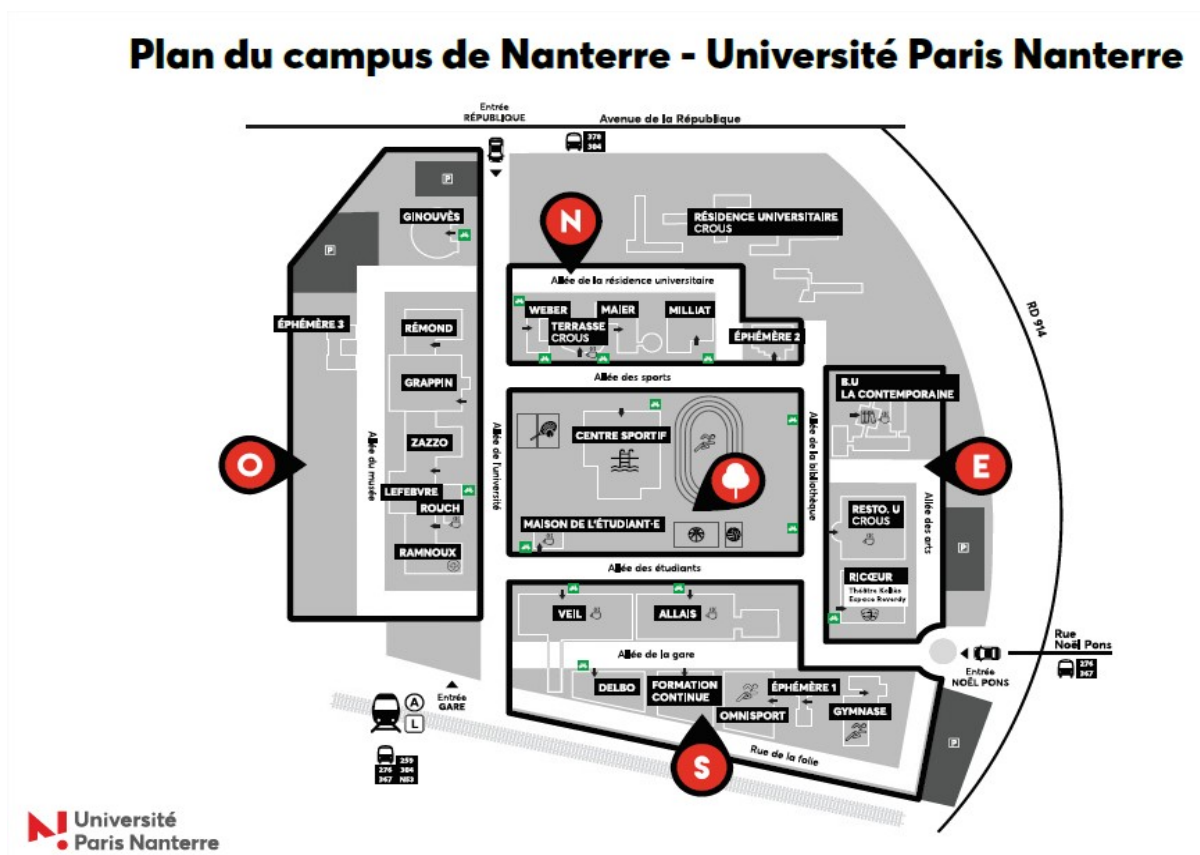 Plan du campus de Nanterre - Université Paris Nanterre
Entrée
RÉPUBLIQUE
Avenue de la République
378
304
P
GINOUVÈS
P
N
RÉSIDENCE UNIVERSITAIRE
CROUS
Allée de la résidence universitaire
WEBER
MAIER
MILLIAT
TERRASSE
CROUS
ÉPHÉMÈRE 2
RD 914
ÉPHÉMÈRE 3
RÉMOND
GRAPPIN
ZAZZO
LEFEBVRE
ROUCH
RAMNOUX
Allée du musée
Allée de l'université
O
Allée des sports
CENTRE SPORTIF
MAISON DE L'ÉTUDIANT·E
Allée de la bibliothèque
B.U
LA CONTEMPORAINE
E
RESTO. U
CROUS
Allée des arts
P
RICŒUR
Théâtre Koltès
Espace Reverdy
Allée des étudiants
VEIL
ALLAIS
Allée de la gare
DELBO
FORMATION
CONTINUE
ÉPHÉMÈRE 1
OMNISPORT
GYMNASE
Rue de la folie
S
P
Rue
Noël Pons
276
367
Entrée
NOËL PONS
Entrée
GARE
A
L
259
276 304
367 N53
Université
Paris Nanterre